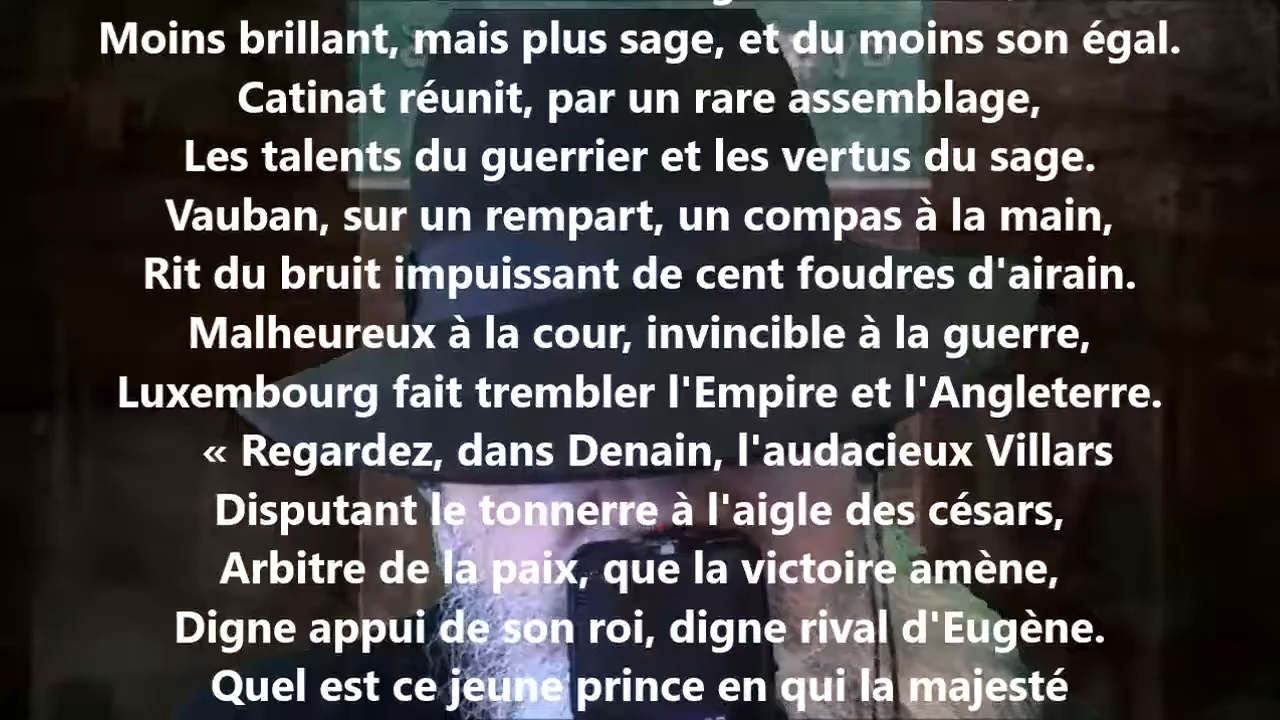 Moins brillant, mais plus sage, et du moins son égal.
Catinat réunit, par un rare assemblage,
Les talents du guerrier et les vertus du sage.
Vauban, sur un rempart, un compas à la main,
Rit du bruit impuissant de cent foudres d'airain.
Malheureux à la cour, invincible à la guerre,
Luxembourg fait trembler l'Empire et l'Angleterre.
« Regardez, dans Denain, l'audacieux Villars
Disputant le tonnerre à l'aigle des césars,
Arbitre de la paix, que la victoire amène,
Digne appui de son roi, digne rival d'Eugène.
Quel est ce jeune prince en qui la majesté